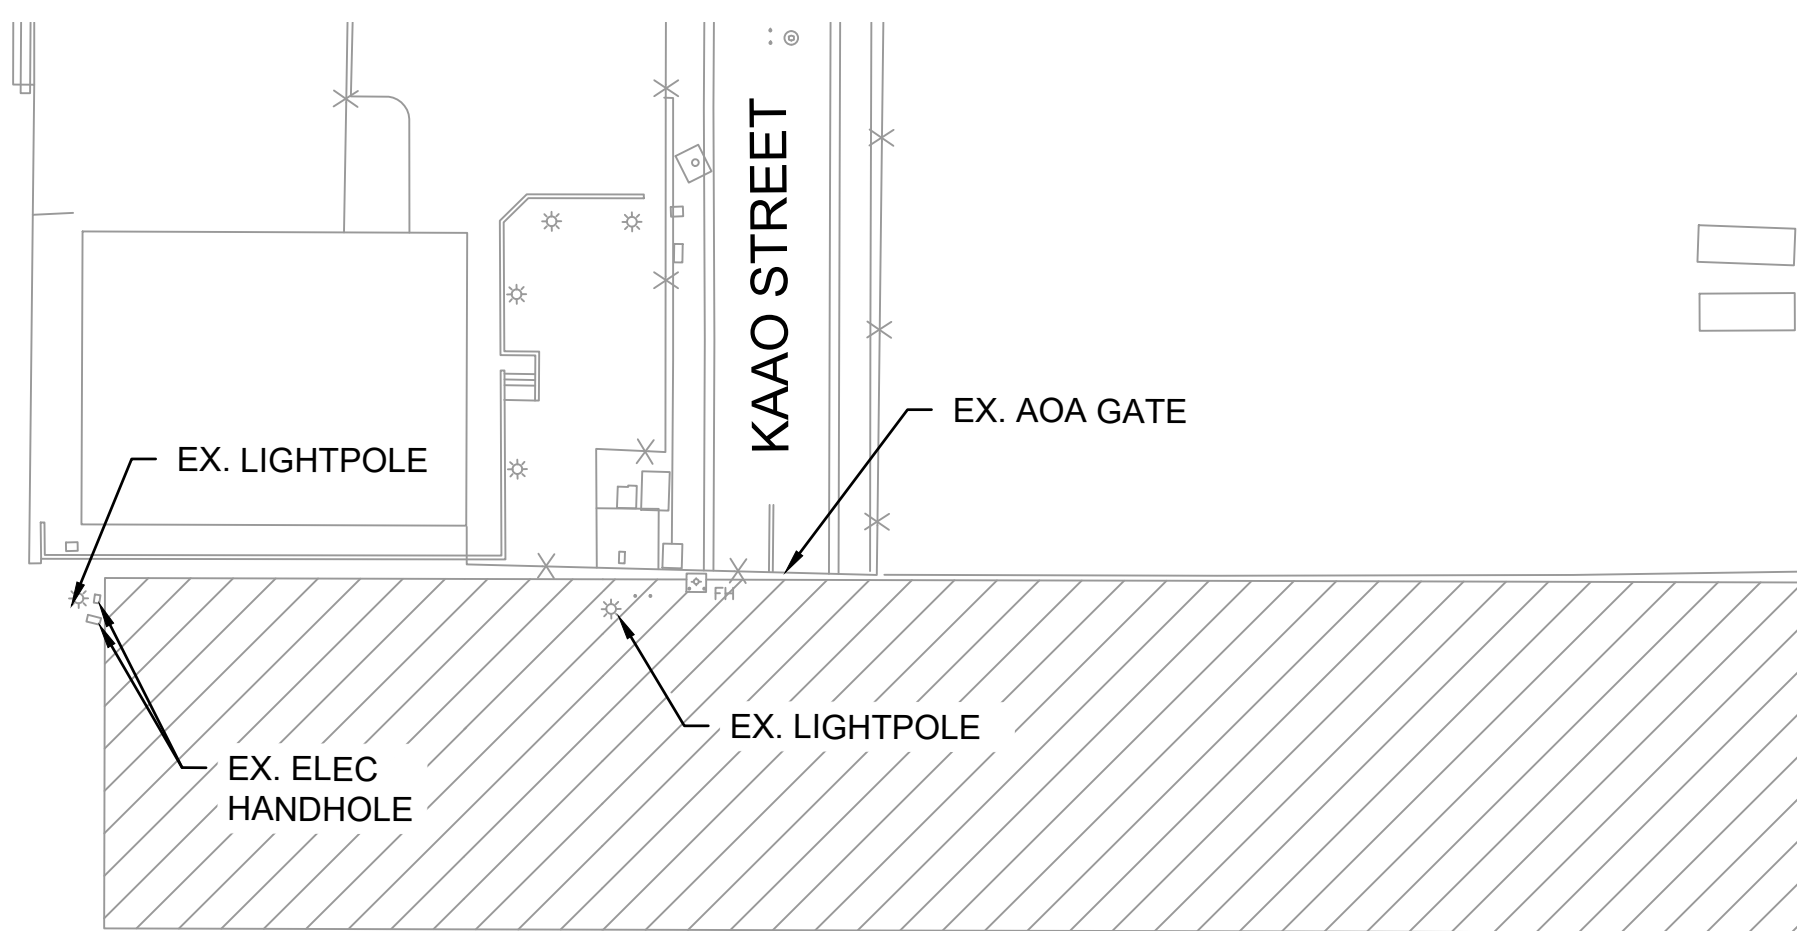 KAAO STREET
EX. AOA GATE
EX. LIGHTPOLE
FH
EX. LIGHTPOLE
EX. ELEC
HANDHOLE